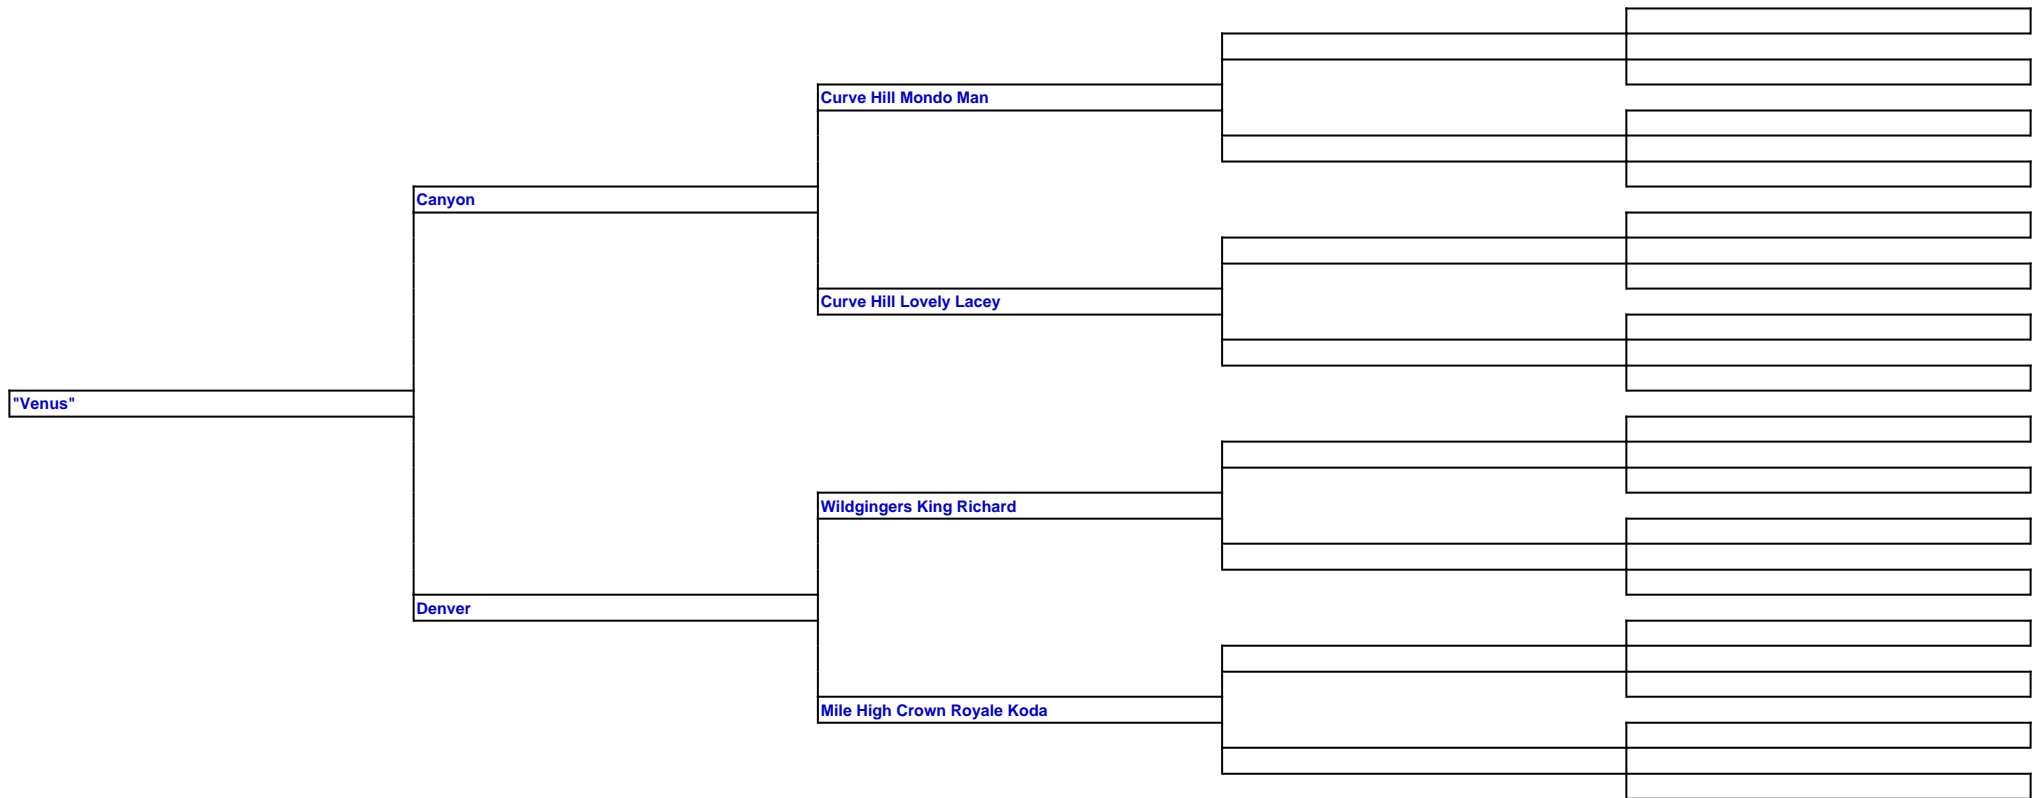 Curve Hill Mondo Man
Canyon
Curve Hill Lovely Lacey
"Venus"
Wildgingers King Richard
Denver
Mile High Crown Royale Koda